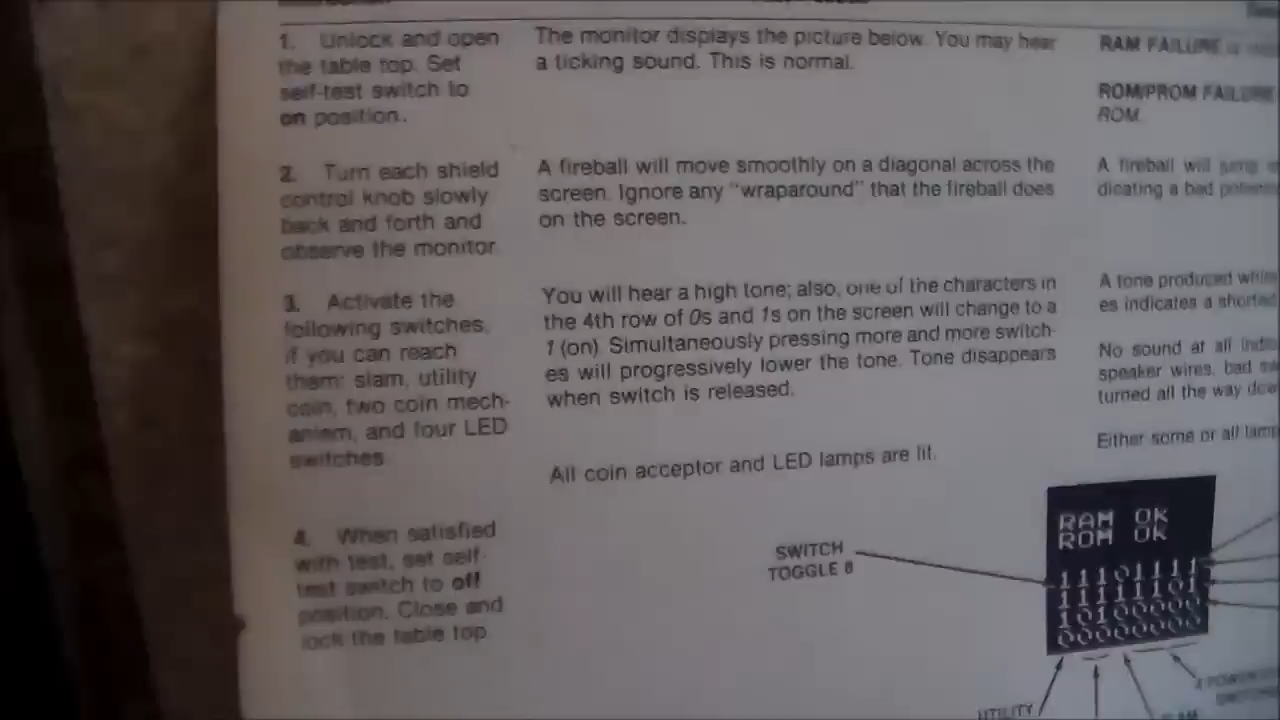 1. Unlock and open
the table top. Set
self-test switch to
on position.
The monitor displays the picture below. You may hear
a ticking sound. This is normal.
RAM FAILURE
ROM/PROM FAILURE
ROM.
2. Turn each shield
control knob slowly
back and forth and
observe the monitor.
A fireball will move smoothly on a diagonal across the
screen. Ignore any "wraparound" that the fireball does
on the screen.
A fireball will jump
dicating a bad
3. Activate the
following switches,
if you can reach
them: slam, utility
coin, two coin mech-
anism, and four LED
switches.
You will hear a high tone; also, one of the characters in
the 4th row of 0s and 1s on the screen will change to a
1 (on). Simultaneously pressing more and more switch-
es will progressively lower the tone. Tone disappears
when switch is released.
All coin acceptor and LED lamps are lit.
A tone produced
es indicates a shorted
No sound at all
speaker wires, bad
turned all the way
Either some or all
4. When satisfied
with test, set self-
test switch to off
position. Close and
lock the table top.
SWITCH
TOGGLE 8
RAM OK
ROM OK
11101111
11111101
10100000
00000000
UTILITY